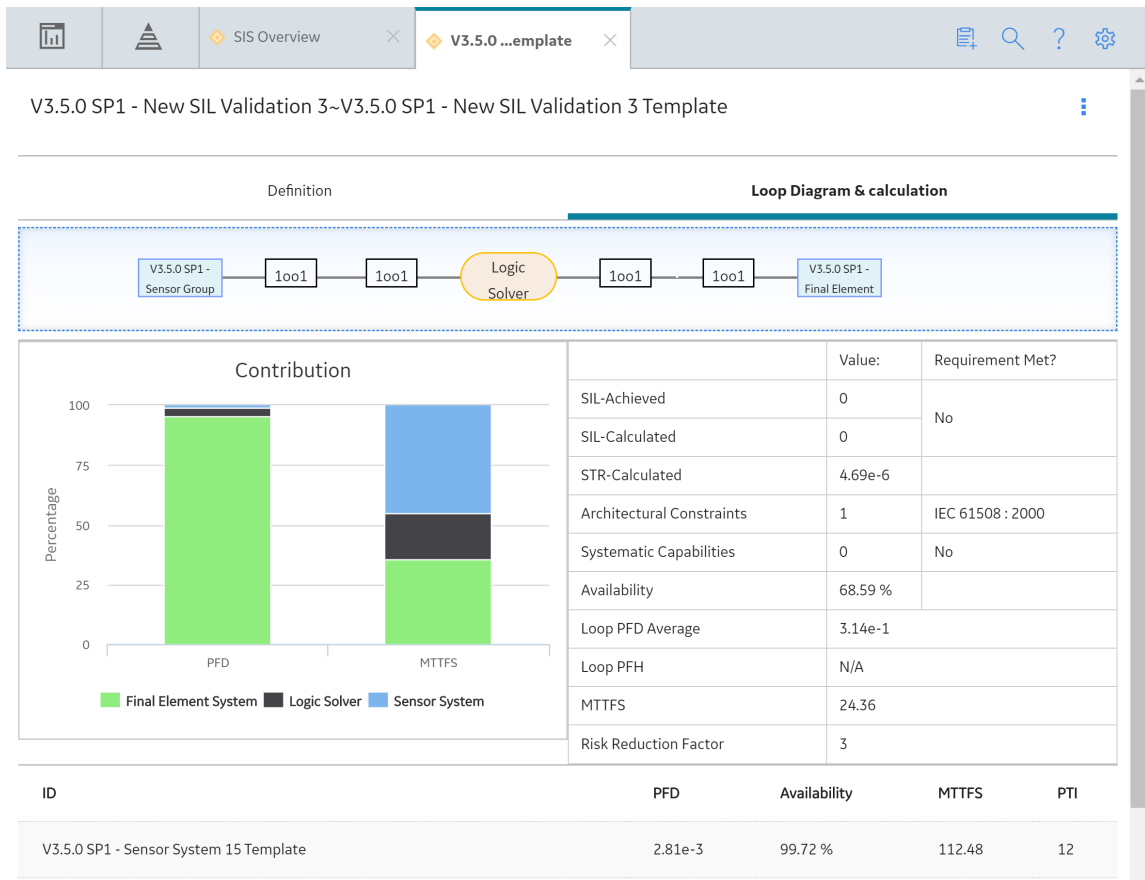 SIS Overview
V3.5.0 ...emplate
V3.5.0 SP1 - New SIL Validation 3~V3.5.0 SP1 - New SIL Validation 3 Template
Definition
Loop Diagram & calculation
V3.5.0 SP1 -
Sensor Group
1oo1
1oo1
Logic
Solver
1oo1
1oo1
V3.5.0 SP1 -
Final Element
Contribution
Percentage
100
75
50
25
0
PFD
MTTFS
Final Element System
Logic Solver
Sensor System
Value:
Requirement Met?
SIL-Achieved
0
No
SIL-Calculated
0
STR-Calculated
4.69e-6
Architectural Constraints
1
IEC 61508 : 2000
Systematic Capabilities
0
No
Availability
68.59 %
Loop PFD Average
3.14e-1
Loop PFH
N/A
MTTFS
24.36
Risk Reduction Factor
3
ID
PFD
Availability
MTTFS
PTI
V3.5.0 SP1 - Sensor System 15 Template
2.81e-3
99.72 %
112.48
12